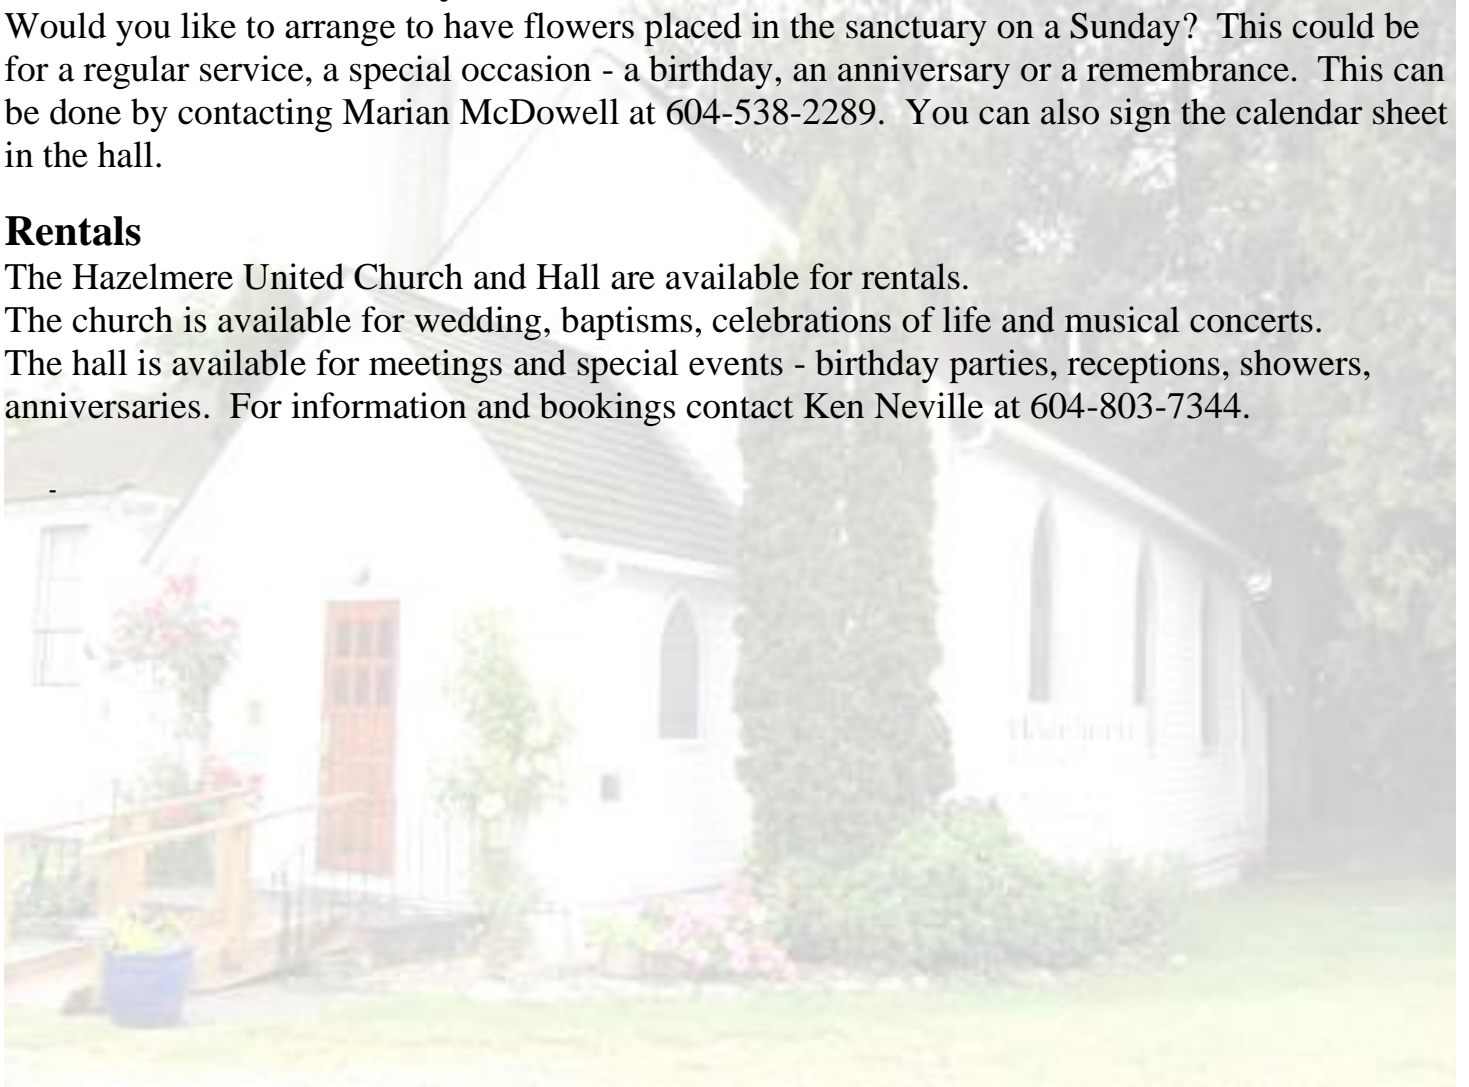 Would you like to arrange to have flowers placed in the sanctuary on a Sunday?  This could be
for a regular service, a special occasion - a birthday, an anniversary or a remembrance.  This can
be done by contacting Marian McDowell at 604-538-2289.  You can also sign the calendar sheet
in the hall.
Rentals
The Hazelmere United Church and Hall are available for rentals.
The church is available for wedding, baptisms, celebrations of life and musical concerts.
The hall is available for meetings and special events - birthday parties, receptions, showers,
anniversaries.  For information and bookings contact Ken Neville at 604-803-7344.
-